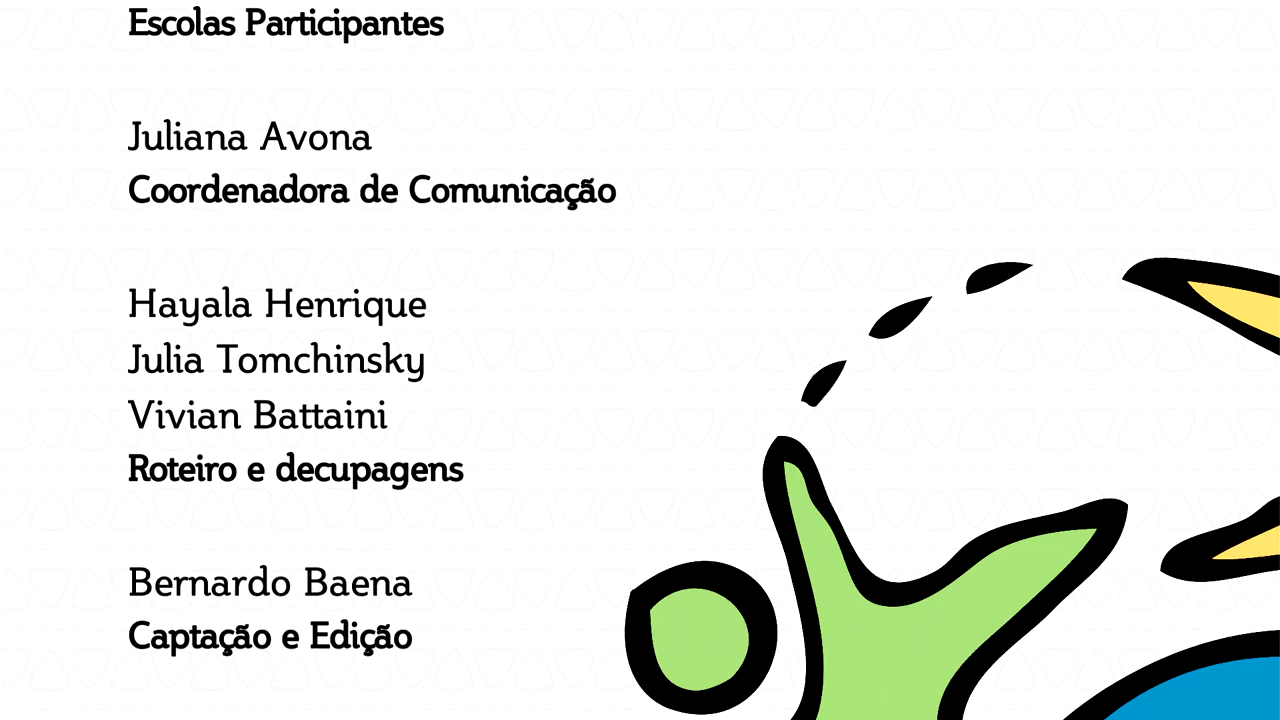 Escolas Participantes
Juliana Avona
Coordenadora de Comunicação
Hayala Henrique
Julia Tomchinsky
Vivian Battaini
Roteiro e decupagens
Bernardo Baena
Captação e Edição